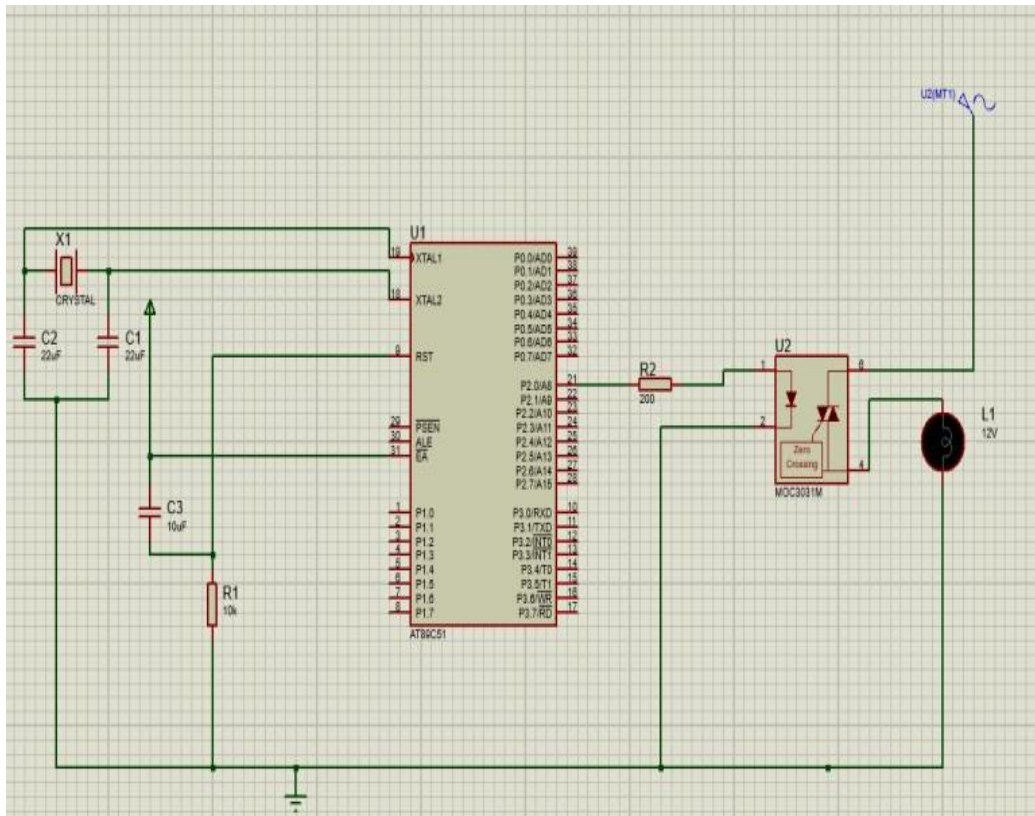 U2(MT1)
X1
CRYSTAL
C2
22uF
C1
22uF
U1
19
XTAL1
18
XTAL2
9
RST
29
PSEN
30
ALE
31
EA
1
P1.0
2
P1.1
3
P1.2
4
P1.3
5
P1.4
6
P1.5
7
P1.6
8
P1.7
P0.0/AD0
39
P0.1/AD1
38
P0.2/AD2
37
P0.3/AD3
36
P0.4/AD4
35
P0.5/AD5
34
P0.6/AD6
33
P0.7/AD7
32
P2.0/A8
21
P2.1/A9
22
P2.2/A10
23
P2.3/A11
24
P2.4/A12
25
P2.5/A13
26
P2.6/A14
27
P2.7/A15
28
P3.0/RXD
10
P3.1/TXD
11
P3.2/INT0
12
P3.3/INT1
13
P3.4/T0
14
P3.5/T1
15
P3.6/WR
16
P3.7/RD
17
AT89C51
C3
10uF
R1
10k
R2
200
U2
1
2
6
4
Zero
Crossing
MOC3031M
L1
12V